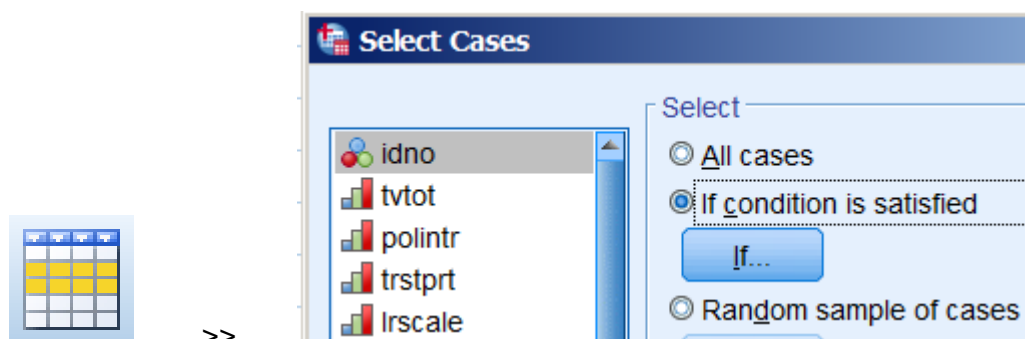 Select Cases
Select
idno
All cases
tvtot
If condition is satisfied
polintr
If...
trstprt
Random sample of cases
lrscale
>>